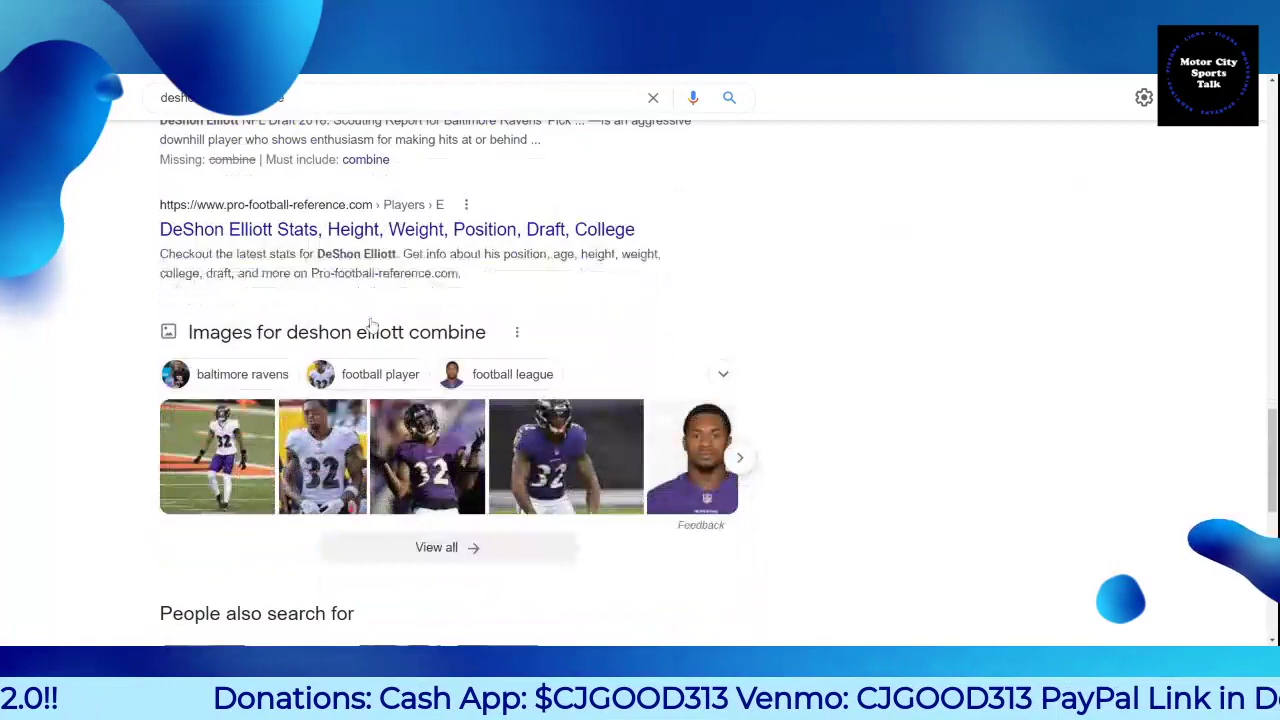 Motor City
Sports
Talk
DeShon Elliott NFL Draft 2018: Scouting Report for Baltimore Ravens' Pick ... —is an aggressive
downhill player who shows enthusiasm for making hits at or behind ...
Missing: combine | Must include: combine
https://www.pro-football-reference.com › Players › E
DeShon Elliott Stats, Height, Weight, Position, Draft, College
Checkout the latest stats for DeShon Elliott. Get info about his position, age, height, weight,
college, draft, and more on Pro-football-reference.com.
Images for deshon elliott combine
baltimore ravens
football player
football league
32
32
32
32
Feedback
View all
People also search for
2.0!! Donations: Cash App: $CJGOOD313 Venmo: CJGOOD313 PayPal Link in De